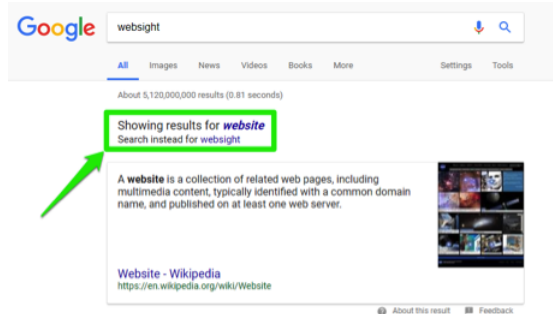 Google
websight
All Images News Videos Books More Settings Tools
About 5,120,000,000 results (0.81 seconds)
Showing results for website
Search instead for websight
A website is a collection of related web pages, including
multimedia content, typically identified with a common domain
name, and published on at least one web server.
Website - Wikipedia
https://en.wikipedia.org/wiki/Website
About this result Feedback